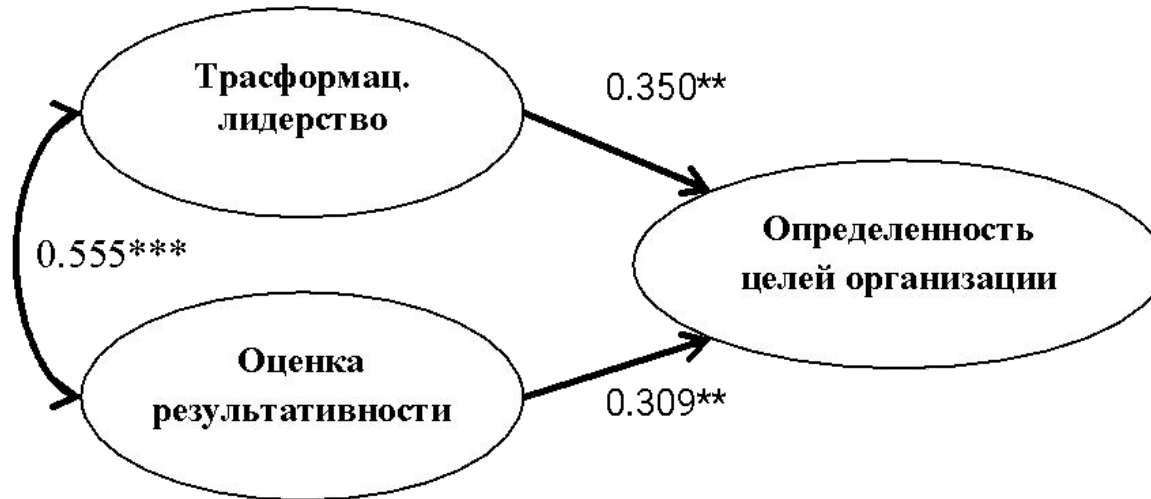 Трасформац.
лидерство
0.350**
0.555***
Определенность
целей организации
Оценка
результативности
0.309**